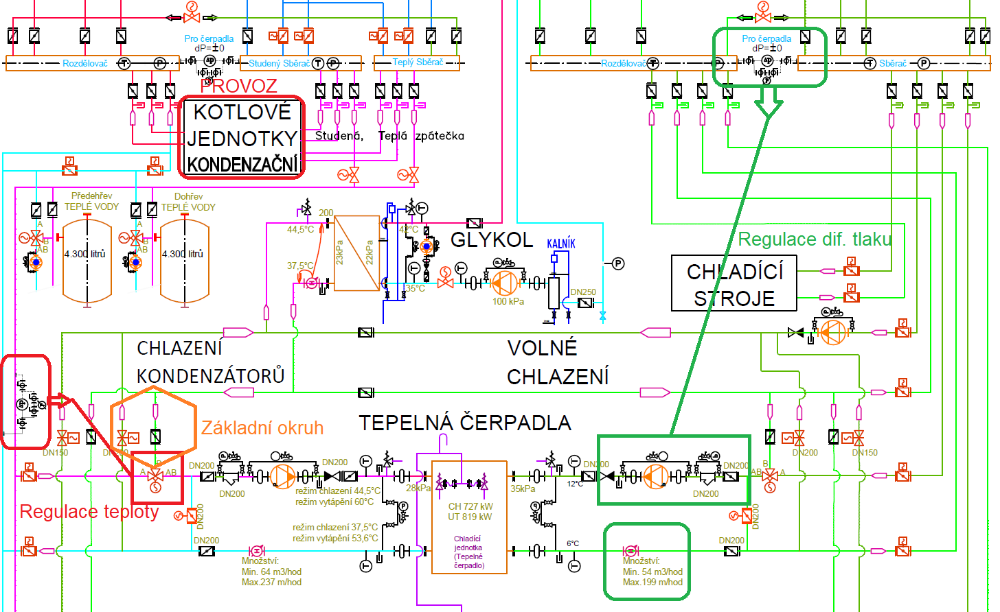 Pro čerpadla
dP=±0
Rozdělovač
T
P
Studený Sběrač
T
P
Teplý Sběrač
Pro čerpadla
dP=±0
Rozdělovač
T
P
T
P
Sběrač
PROVOZ
KOTLOVÉ
JEDNOTKY
KONDENZAČNÍ
Studená, Teplá zpátečka
Předehřev
TEPLÉ VODY
Dohřev
TEPLÉ VODY
A
B
AB
A
B
AB
4.300 litrů
4.300 litrů
200
44,5°C
37,5°C
23kPa
22kPa
42°C
35°C
GLYKOL
KALNÍK
100 kPa
DN250
P
Regulace dif. tlaku
CHLADÍCÍ
STROJE
CHLAZENÍ
KONDENZÁTORŮ
VOLNÉ
CHLAZENÍ
TEPELNÁ ČERPADLA
Základní okruh
DN150
DN200
DN150
A
AB
DN200
DN200
DN200
28kPa
35kPa
12°C
DN200
DN200
DN200
AB
B
A
režim chlazení 44,5°C
režim vytápění 60°C
CH 727 kW
UT 819 kW
Regulace teploty
DN200
DN200
režim chlazení 37,5°C
režim vytápění 53,6°C
Chladící
jednotka
(Tepelné
čerpadlo)
6°C
DN200
DN200
Množství:
Min. 64 m3/hod
Max.237 m/hod
Množství:
Min. 54 m3/hod
Max.199 m/hod